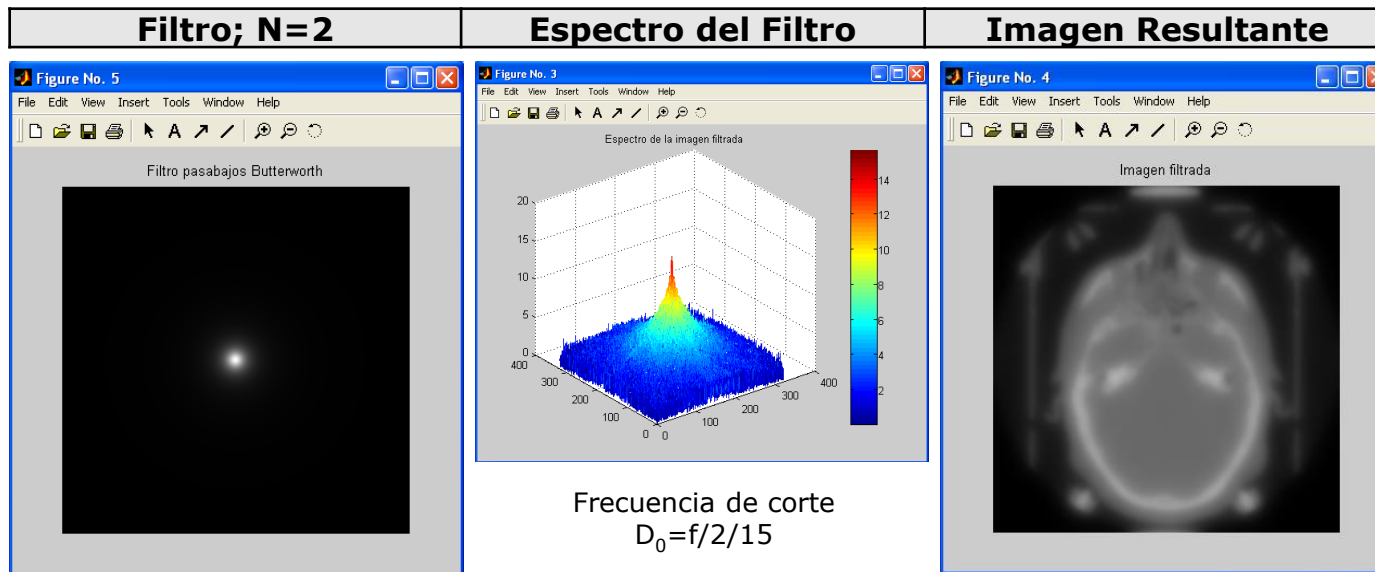 Filtro; N=2
Espectro del Filtro
Imagen Resultante
Figure No. 5
File Edit View Insert Tools Window Help
A
Filtro pasabajos Butterworth
Figure No. 3
File Edit View Insert Tools Window Help
A
Espectro de la imagen filtrada
20
15
10
5
0
400
300
200
100
0
0
100
200
300
400
14
12
10
8
6
4
2
Frecuencia de corte
D₀=f/2/15
Figure No. 4
File Edit View Insert Tools Window Help
A
Imagen filtrada